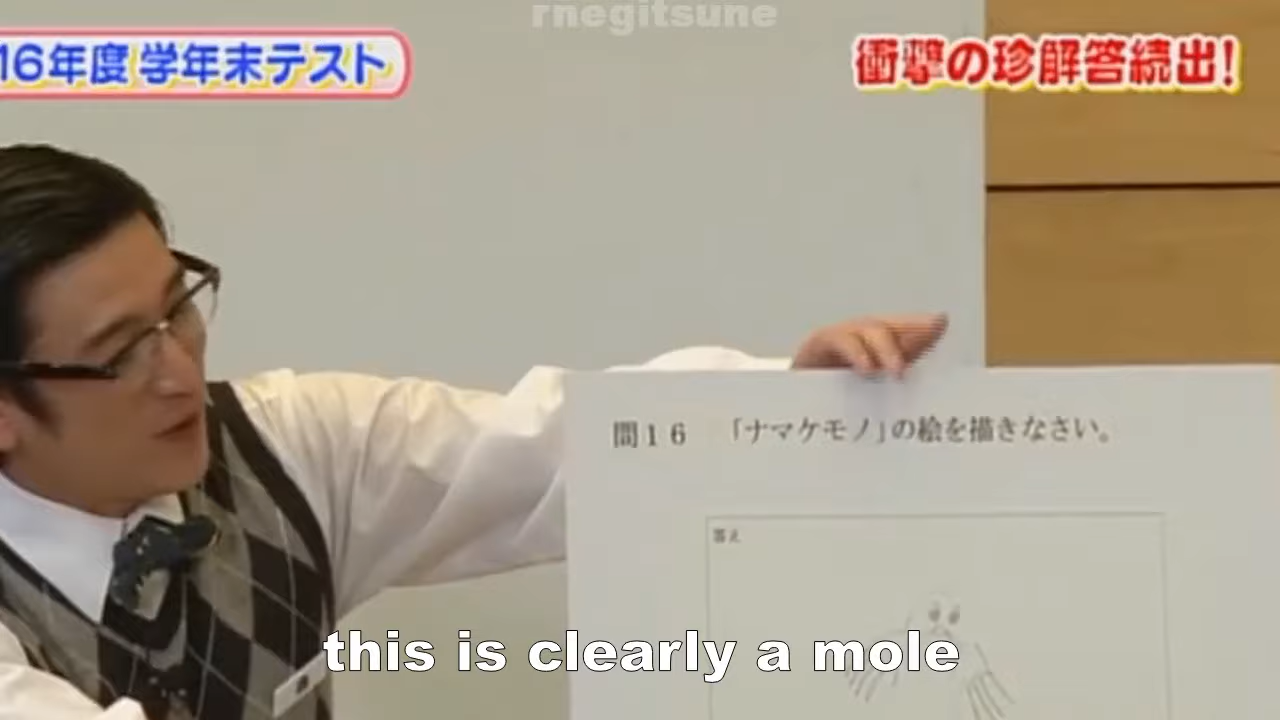 rnegitsune
16年度 学年末テスト
衝撃の珍解答続出!
問16 「ナマケモノ」の絵を描きなさい。
答え
this is clearly a mole